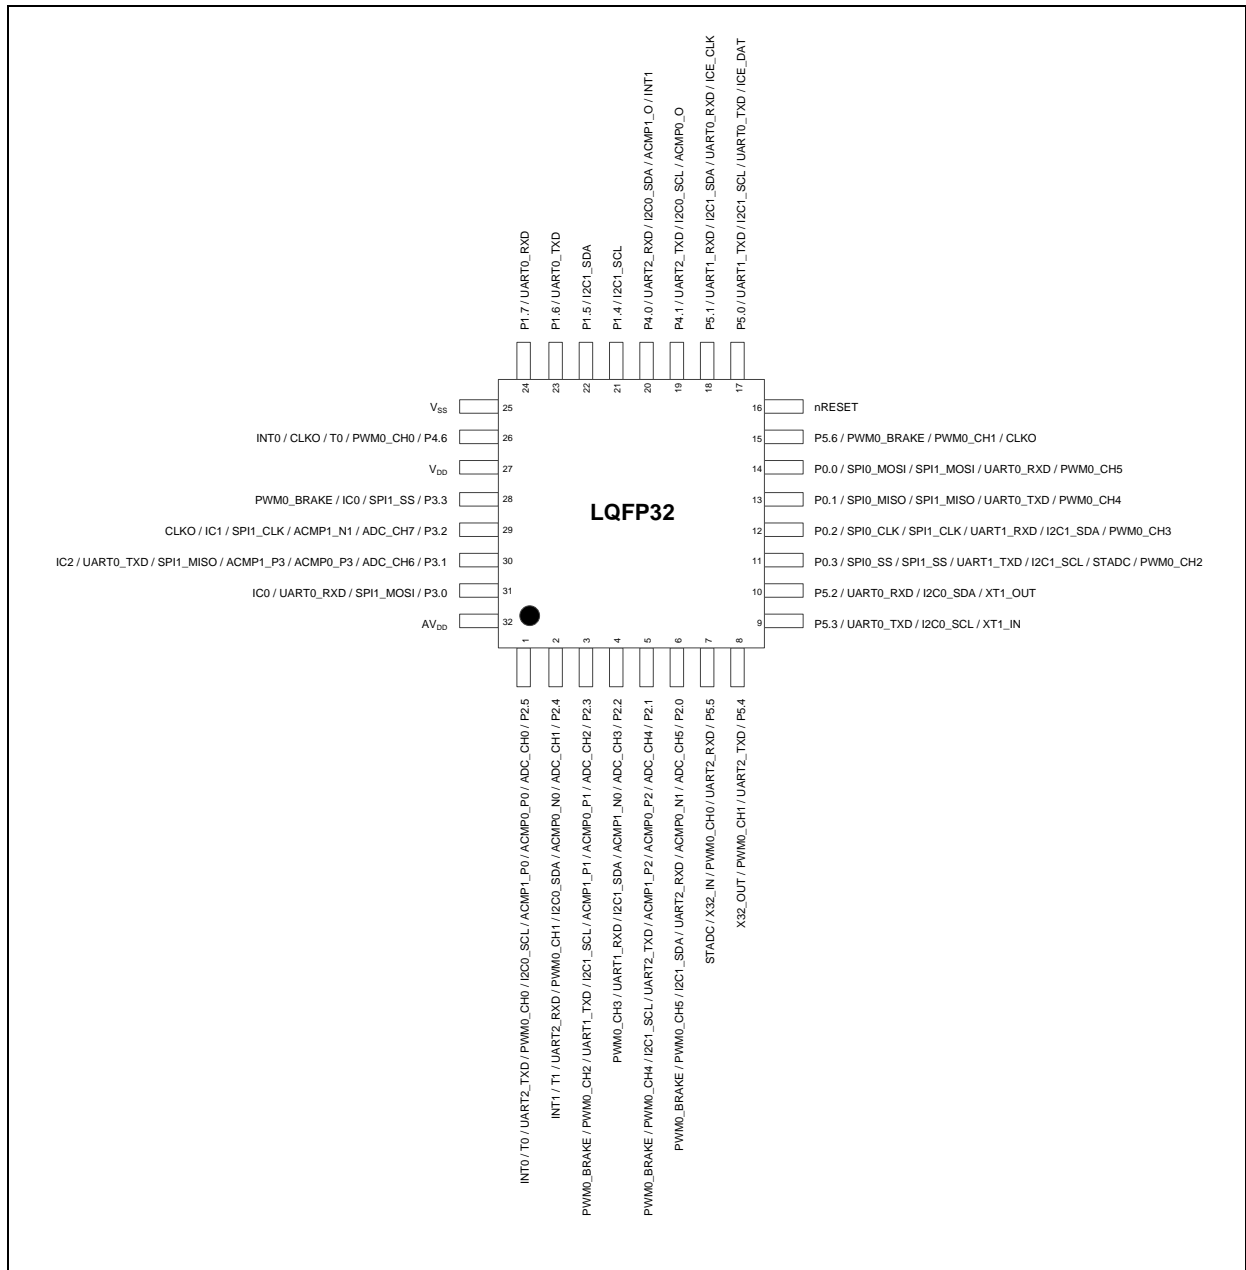 P1.7 / UART0_RXD
P1.6 / UART0_TXD
P1.5 / I2C1_SDA
P1.4 / I2C1_SCL
P4.0 / UART2_RXD / I2C0_SDA / ACMP1_O / INT1
P4.1 / UART2_TXD / I2C0_SCL / ACMP0_O
P5.1 / UART1_RXD / I2C1_SDA / UART0_RXD / ICE_CLK
P5.0 / UART1_TXD / I2C1_SCL / UART0_TXD / ICE_DAT
24 23 22 21 20 19 18 17
VSS 25
INT0 / CLKO / T0 / PWM0_CH0 / P4.6 26
VDD 27
PWM0_BRAKE / IC0 / SPI1_SS / P3.3 28
CLKO / IC1 / SPI1_CLK / ACMP1_N1 / ADC_CH7 / P3.2 29
IC2 / UART0_TXD / SPI1_MISO / ACMP1_P3 / ACMP0_P3 / ADC_CH6 / P3.1 30
IC0 / UART0_RXD / SPI1_MOSI / P3.0 31
AVDD 32
LQFP32
16 nRESET
15 P5.6 / PWM0_BRAKE / PWM0_CH1 / CLKO
14 P0.0 / SPI0_MOSI / SPI1_MOSI / UART0_RXD / PWM0_CH5
13 P0.1 / SPI0_MISO / SPI1_MISO / UART0_TXD / PWM0_CH4
12 P0.2 / SPI0_CLK / SPI1_CLK / UART1_RXD / I2C1_SDA / PWM0_CH3
11 P0.3 / SPI0_SS / SPI1_SS / UART1_TXD / I2C1_SCL / STADC / PWM0_CH2
10 P5.2 / UART0_RXD / I2C0_SDA / XT1_OUT
9 P5.3 / UART0_TXD / I2C0_SCL / XT1_IN
1 2 3 4 5 6 7 8
INT0 / T0 / UART2_TXD / PWM0_CH0 / I2C0_SCL / ACMP1_P0 / ACMP0_P0 / ADC_CH0 / P2.5
INT1 / T1 / UART2_RXD / PWM0_CH1 / I2C0_SDA / ACMP0_N0 / ADC_CH1 / P2.4
PWM0_BRAKE / PWM0_CH2 / UART1_TXD / I2C1_SCL / ACMP1_P1 / ACMP0_P1 / ADC_CH2 / P2.3
PWM0_CH3 / UART1_RXD / I2C1_SDA / ACMP1_N0 / ADC_CH3 / P2.2
PWM0_BRAKE / PWM0_CH4 / I2C1_SCL / UART2_TXD / ACMP1_P2 / ACMP0_P2 / ADC_CH4 / P2.1
PWM0_BRAKE / PWM0_CH5 / I2C1_SDA / UART2_RXD / ACMP0_N1 / ADC_CH5 / P2.0
STADC / X32_IN / PWM0_CH0 / UART2_RXD / P5.5
X32_OUT / PWM0_CH1 / UART2_TXD / P5.4